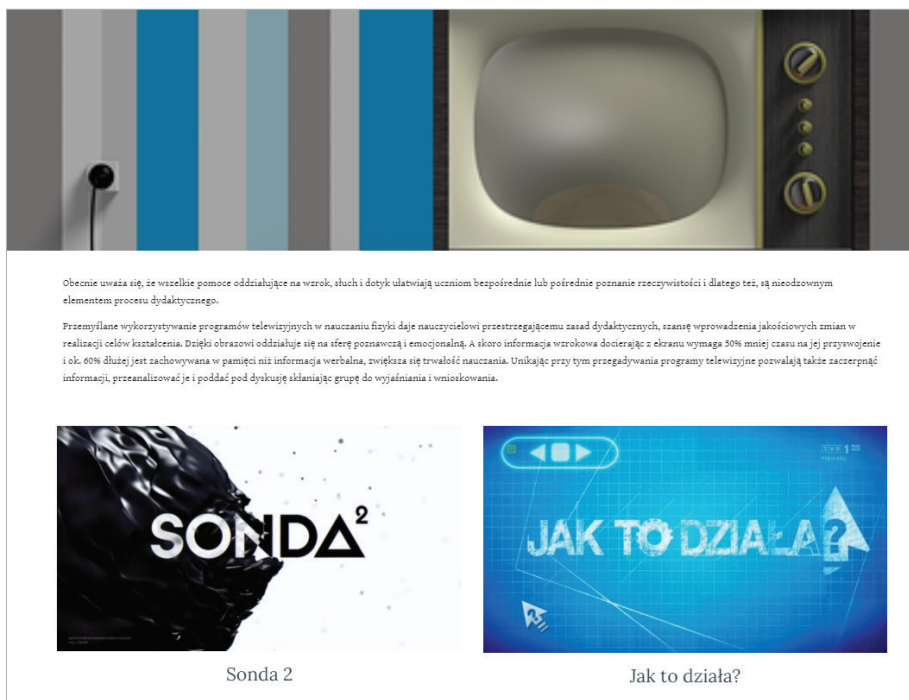 Obecnie uważa się, że wszelkie pomoce oddziałujące na wzrok, słuch i dotyk ułatwiają uczniom bezpośrednie lub pośrednie poznanie rzeczywistości i dlatego też, są nieodzownym
elementem procesu dydaktycznego.
Przemyślane wykorzystywanie programów telewizyjnych w nauczaniu fizyki daje nauczycielowi przestrzegającemu zasad dydaktycznych, szansę wprowadzenia jakościowych zmian w
realizacji celów kształcenia. Dzięki obrazowi oddziałuje się na sferę poznawczą i emocjonalną. A skoro informacja wzrokowa docierając z ekranu wymaga 50% mniej czasu na jej przyswojenie
i ok. 60% dłużej jest zachowywana w pamięci niż informacja werbalna, zwiększa się trwałość nauczania. Unikając przy tym przegadywania programy telewizyjne pozwalają także zaczerpnąć
informacji, przeanalizować je i poddać pod dyskusję skłaniając grupę do wyjaśniania i wnioskowania.
SONDA²
TVP 1
JAK TO DZIAŁA?
Sonda 2
Jak to działa?